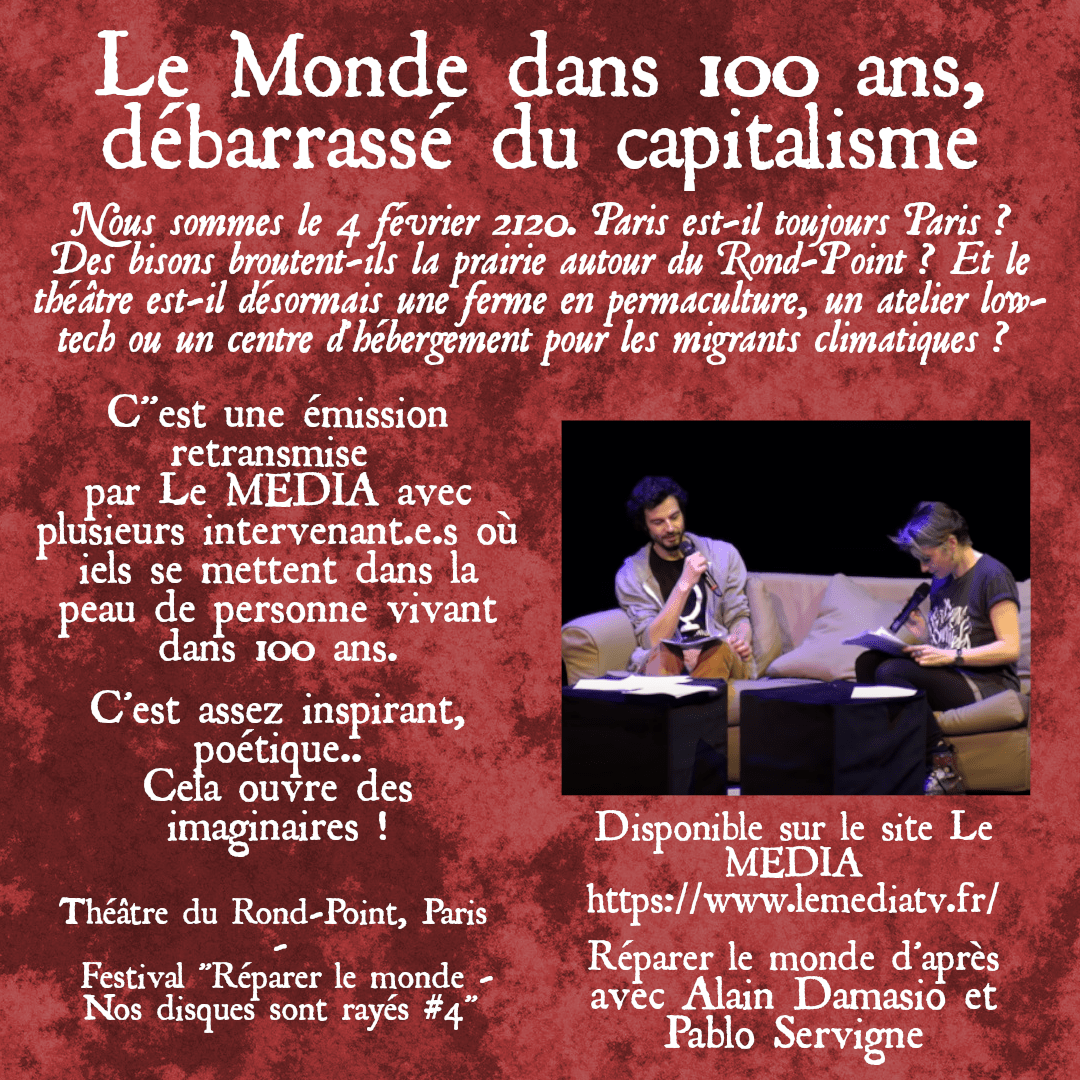 Le Monde dans 100 ans,
débarrassé du capitalisme
Nous sommes le 4 février 2120. Paris est-il toujours Paris ?
Des bisons broutent-ils la prairie autour du Rond-Point ? Et le
théâtre est-il désormais une ferme en permaculture, un atelier low-
tech ou un centre d'hébergement pour les migrants climatiques ?
C"est une émission
retransmise
par Le MEDIA avec
plusieurs intervenant.e.s où
iels se mettent dans la
peau de personne vivant
dans 100 ans.
C'est assez inspirant,
poétique..
Cela ouvre des
imaginaires !
Théâtre du Rond-Point, Paris
-
Festival "Réparer le monde -
Nos disques sont rayés #4"
Disponible sur le site Le
MEDIA
https://www.lemediatv.fr/
Réparer le monde d'après
avec Alain Damasio et
Pablo Servigne